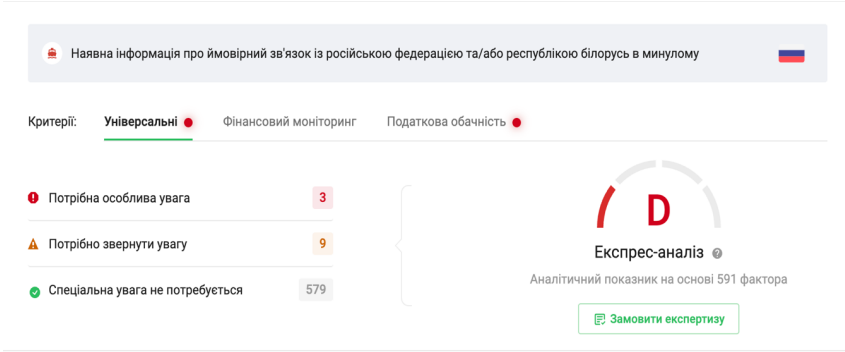 Наявна інформація про ймовірний зв'язок із російською федерацією та/або республікою білорусь в минулому
Критерії: Універсальні Фінансовий моніторинг Податкова обачність
Потрібна особлива увага 3
Потрібно звернути увагу 9
Спеціальна увага не потребується 579
D
Експрес-аналіз ?
Аналітичний показник на основі 591 фактора
Замовити експертизу